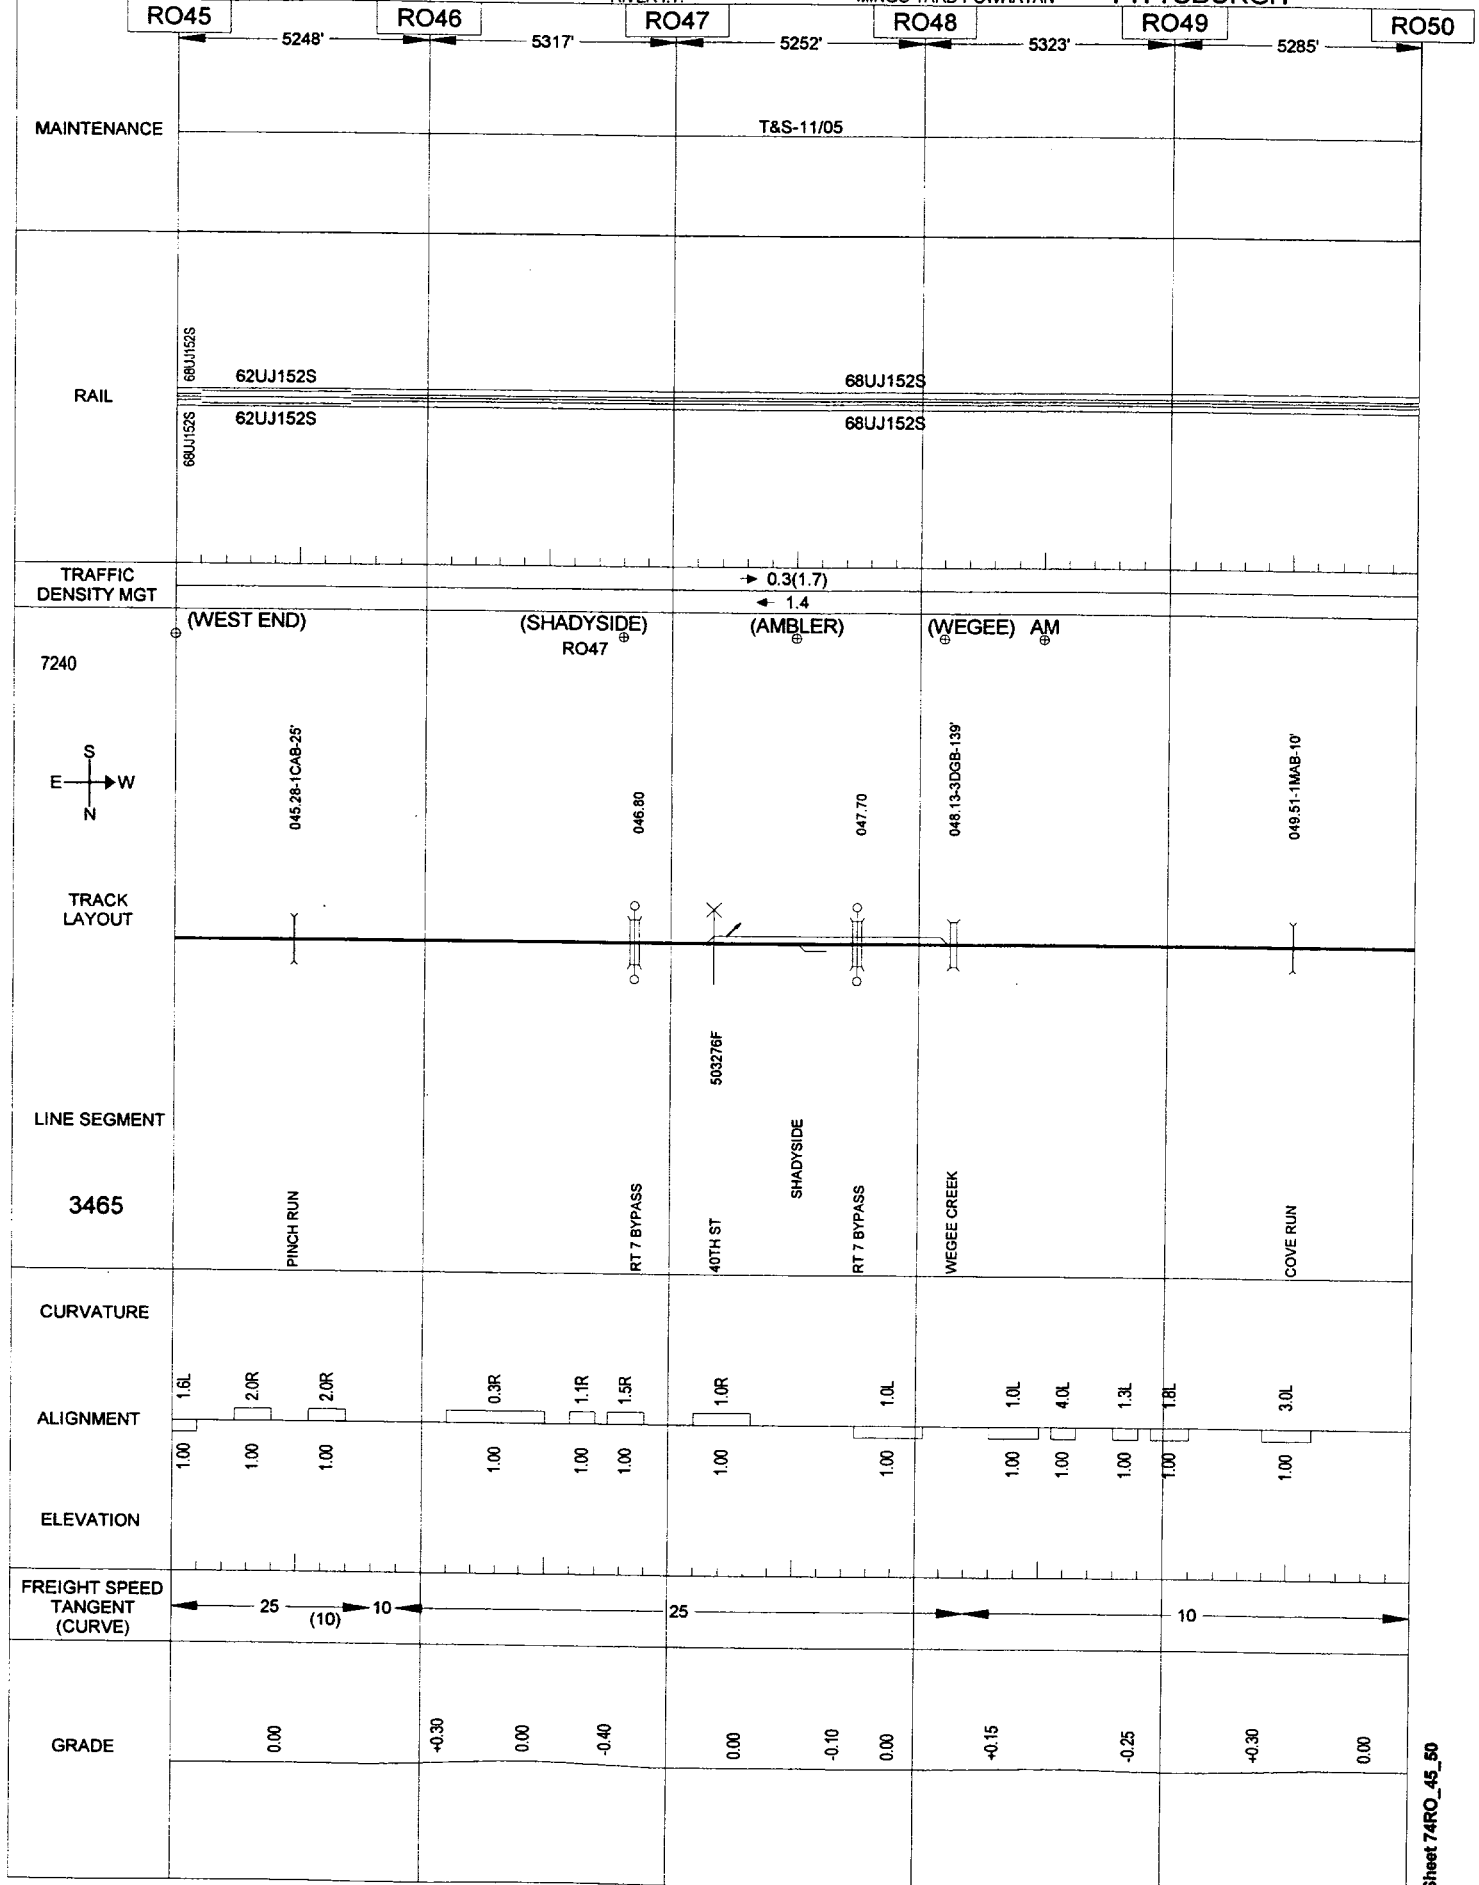 PITTSBURGH
RO45 RO46 RO47 RO48 RO49 RO50
5248' 5317' 5252' 5323' 5285'
MAINTENANCE
T&S-11/05
RAIL
68UJ152S
62UJ152S
68UJ152S
68UJ152S
62UJ152S
68UJ152S
TRAFFIC
DENSITY MGT
0.3(1.7)
1.4
(WEST END) (SHADYSIDE) (AMBLER) (WEGEE) AM
RO47
7240
S
E W
N
045.28-1CAB-25'
046.80
047.70
048.13-3DGB-139'
049.51-1MAB-10'
TRACK
LAYOUT
503276F
LINE SEGMENT
3465
PINCH RUN
RT 7 BYPASS
40TH ST
SHADYSIDE
RT 7 BYPASS
WEGEE CREEK
COVE RUN
CURVATURE
ALIGNMENT
1.6L 2.0R 2.0R 0.3R 1.1R 1.5R 1.0R 1.0L 1.0L 4.0L 1.3L 1.8L 3.0L
1.00 1.00 1.00 1.00 1.00 1.00 1.00 1.00 1.00 1.00 1.00 1.00 1.00
ELEVATION
FREIGHT SPEED
TANGENT
(CURVE)
25 (10) 10 25 10
GRADE
0.00 +0.30 0.00 -0.40 0.00 -0.10 0.00 +0.15 -0.25 +0.30 0.00
Sheet 74RO_45_50